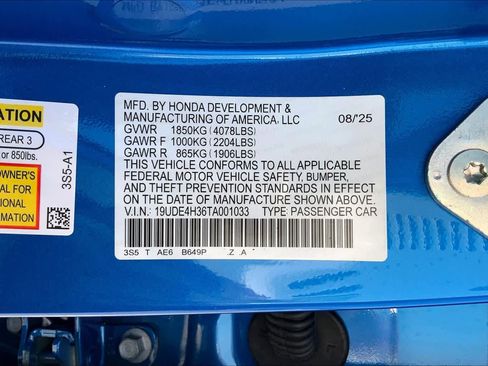 MFD. BY HONDA DEVELOPMENT &
MANUFACTURING OF AMERICA, LLC 08/'25
GVWR 1850KG (4078LBS)
GAWR F 1000KG (2204LBS)
GAWR R 865KG (1906LBS)
THIS VEHICLE CONFORMS TO ALL APPLICABLE
FEDERAL MOTOR VEHICLE SAFETY, BUMPER,
AND THEFT PREVENTION STANDARDS IN EFFECT
ON THE DATE OF MANUFACTURE SHOWN ABOVE.
V.I.N.: 19UDE4H36TA001033 TYPE: PASSENGER CAR
3S5 T AE6 B649P .Z .A *
ATION
REAR 3
or 850lbs.
OWNER'S
AL FOR
IONAL
MATION
3S5-A1